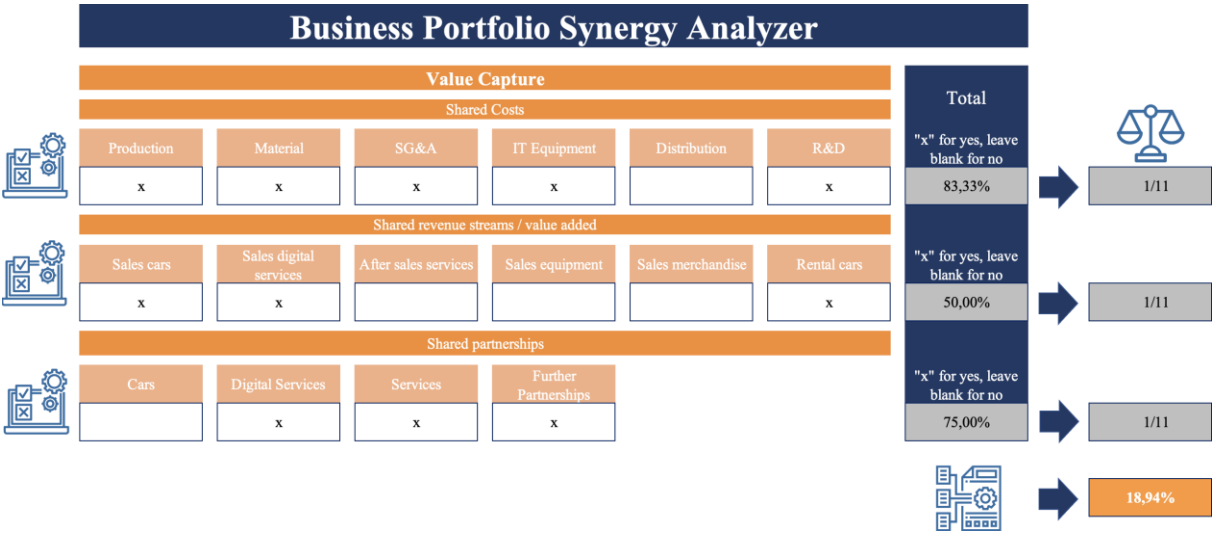 Business Portfolio Synergy Analyzer
Value Capture
Total
Shared Costs
Production Material SG&A IT Equipment Distribution R&D
"x" for yes, leave
blank for no
x x x x x 83,33% 1/11
Shared revenue streams / value added
Sales cars Sales digital
services After sales services Sales equipment Sales merchandise Rental cars
"x" for yes, leave
blank for no
x x x 50,00% 1/11
Shared partnerships
Cars Digital Services Services Further
Partnerships
"x" for yes, leave
blank for no
x x x 75,00% 1/11
18,94%